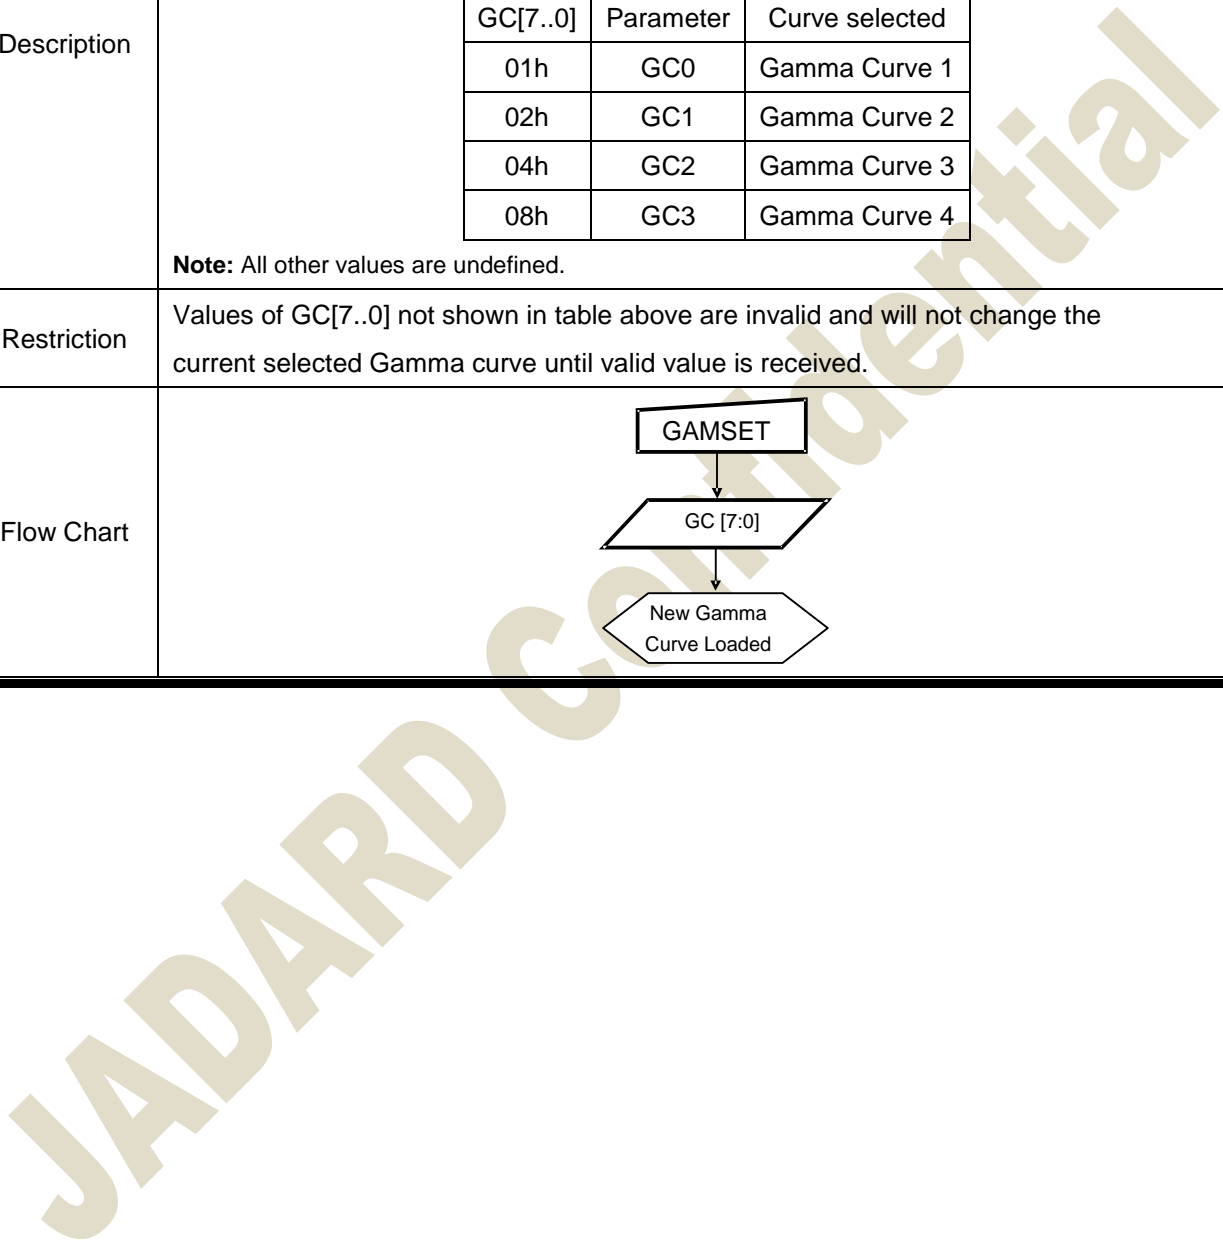 Description
GC[7..0] Parameter Curve selected
01h GC0 Gamma Curve 1
02h GC1 Gamma Curve 2
04h GC2 Gamma Curve 3
08h GC3 Gamma Curve 4
Note: All other values are undefined.
Restriction
Values of GC[7..0] not shown in table above are invalid and will not change the
current selected Gamma curve until valid value is received.
Flow Chart
GAMSET
GC [7:0]
New Gamma
Curve Loaded
JADARD Confidential